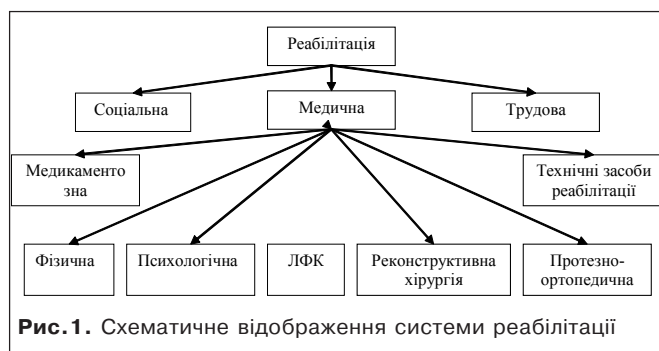 Реабілітація
Соціальна
Медична
Трудова
Медикаменто
зна
Технічні засоби
реабілітації
Фізична
Психологічна
ЛФК
Реконструктивна
хірургія
Протезно-
ортопедична
Рис.1. Схематичне відображення системи реабілітації